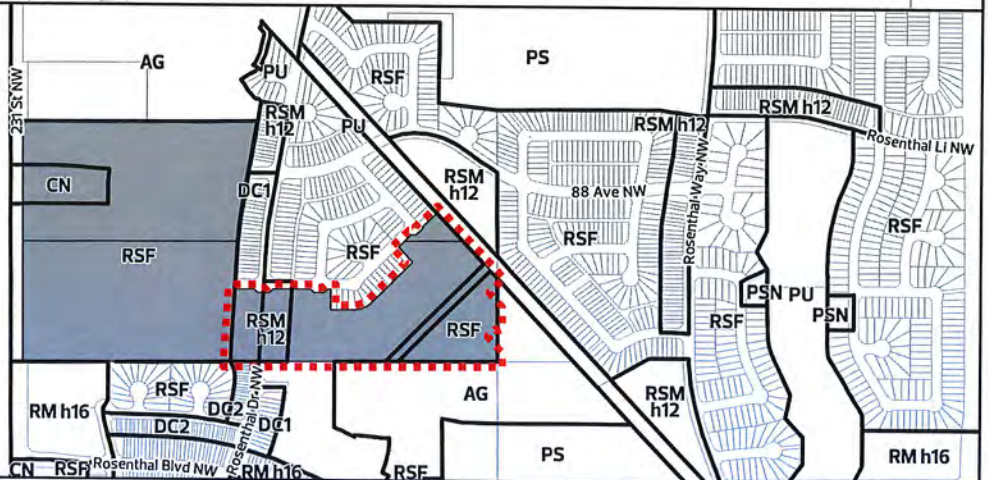 AG
PS
RSF
PU
231 St NW
RSM
h12
PU
RSM h12
RSM h12
Rosenthal Li NW
CN
DC1
RSM
h12
88 Ave NW
Rosenthal Way NW
RSF
RSF
RSF
RSF
PSN
PU
PSN
RSM
h12
RSF
RSF
RSF
DC2
Rosenthal Dr NW
DC1
AG
RSM
h12
RM h16
DC2
PS
RM h16
CN
RSF
Rosenthal Blvd NW
RM h16
RSF